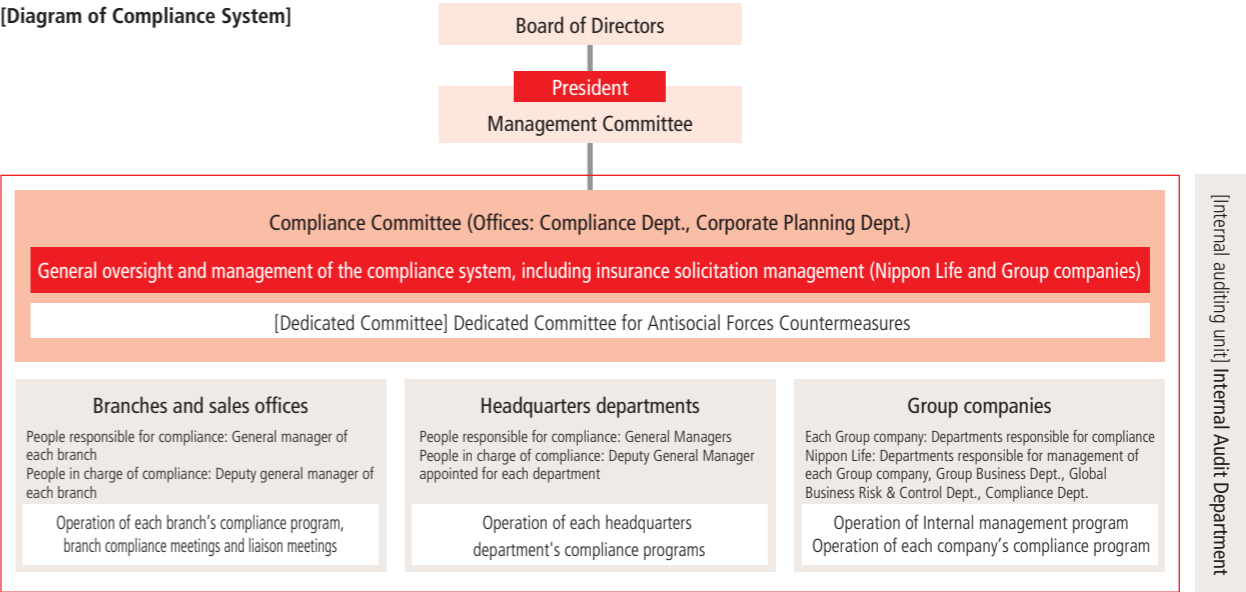 [Diagram of Compliance System]
Board of Directors
President
Management Committee
Compliance Committee (Offices: Compliance Dept., Corporate Planning Dept.)
General oversight and management of the compliance system, including insurance solicitation management (Nippon Life and Group companies)
[Dedicated Committee] Dedicated Committee for Antisocial Forces Countermeasures
Branches and sales offices
People responsible for compliance: General manager of
each branch
People in charge of compliance: Deputy general manager of
each branch
Operation of each branch's compliance program,
branch compliance meetings and liaison meetings
Headquarters departments
People responsible for compliance: General Managers
People in charge of compliance: Deputy General Manager
appointed for each department
Operation of each headquarters
department's compliance programs
Group companies
Each Group company: Departments responsible for compliance
Nippon Life: Departments responsible for management of
each Group company, Group Business Dept., Global
Business Risk & Control Dept., Compliance Dept.
Operation of Internal management program
Operation of each company's compliance program
[Internal auditing unit] Internal Audit Department